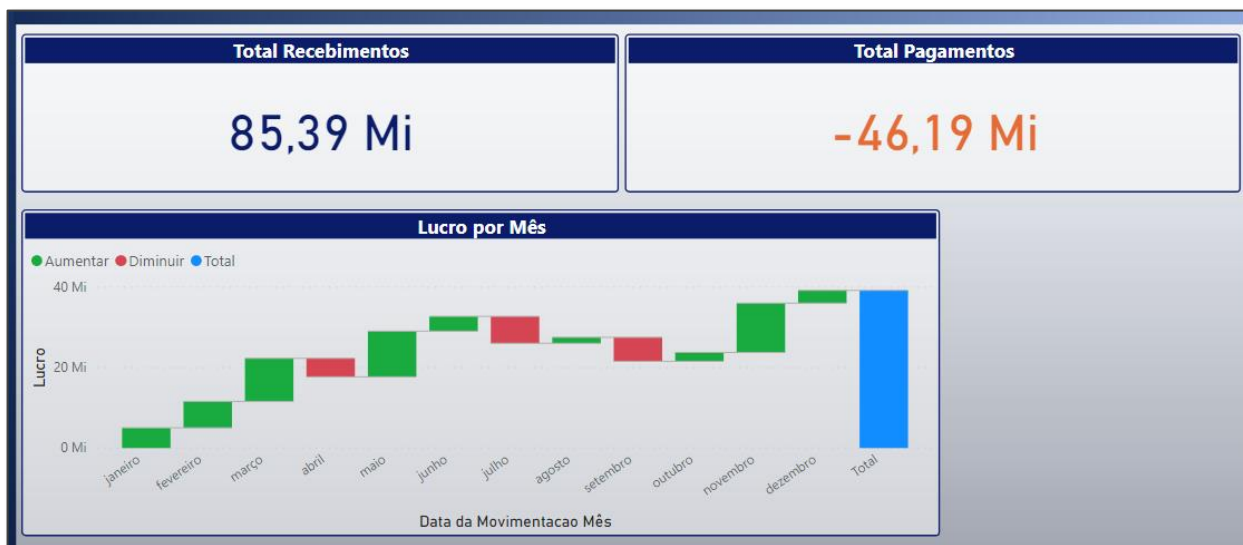 Total Recebimentos
85,39 Mi
Total Pagamentos
-46,19 Mi
Lucro por Mês
Aumentar Diminuir Total
40 Mi
20 Mi
0 Mi
Lucro
janeiro
fevereiro
março
abril
maio
junho
julho
agosto
setembro
outubro
novembro
dezembro
Total
Data da Movimentacao Mês